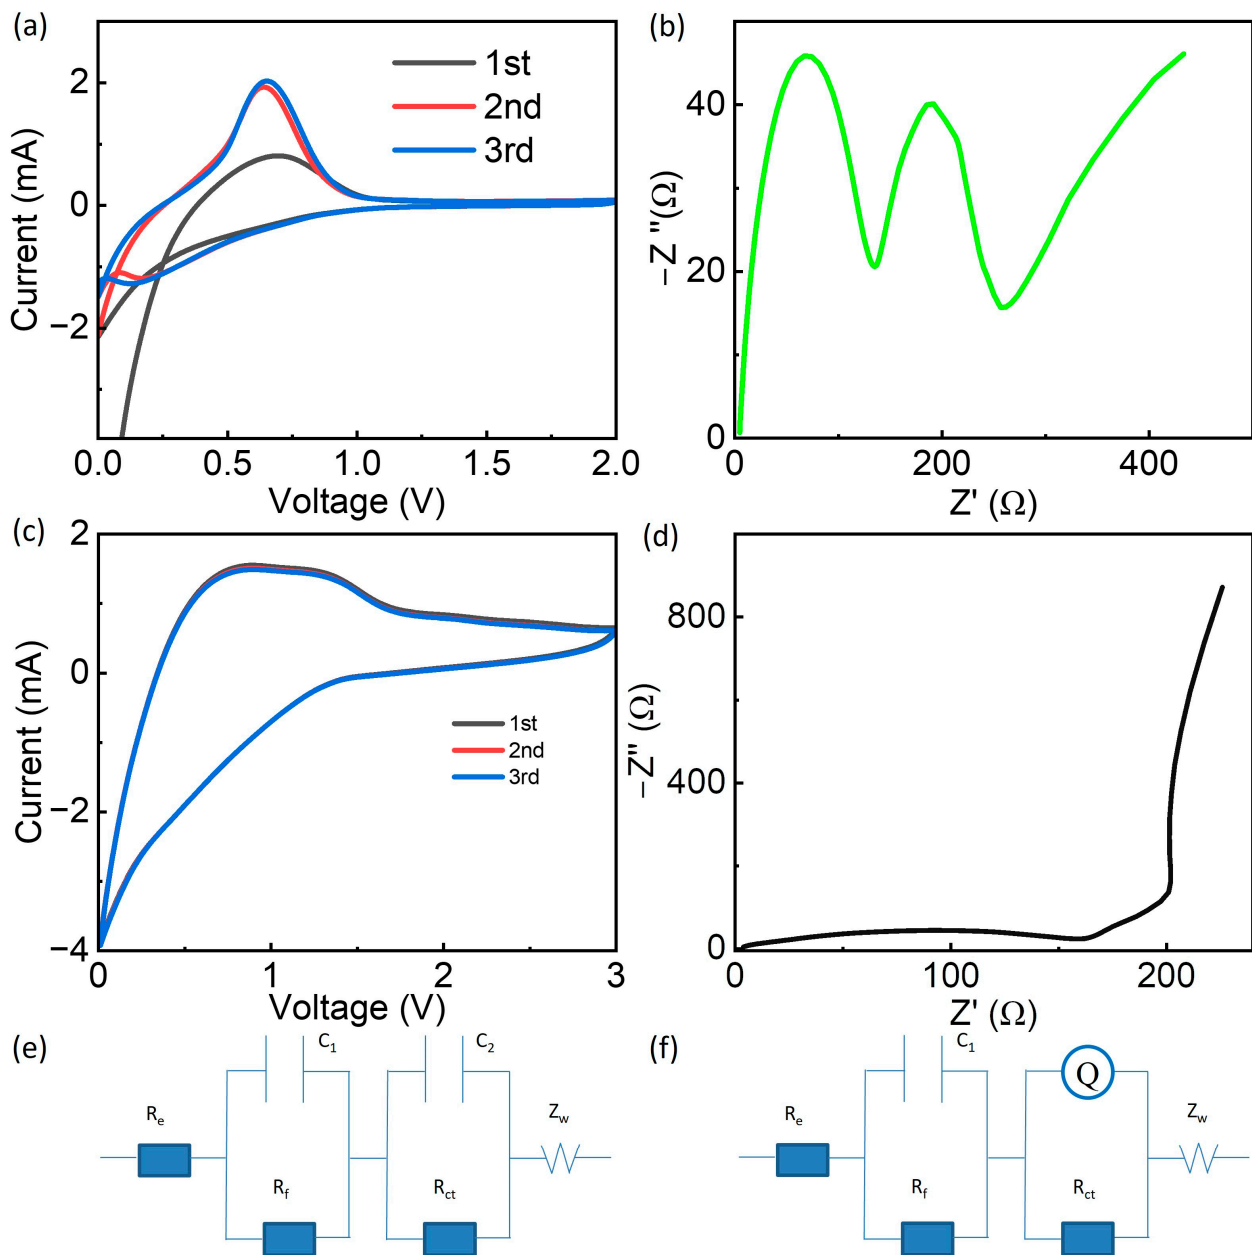 (a)
1st
2nd
3rd
2
0
−2
Current (mA)
0.0
0.5
1.0
1.5
2.0
Voltage (V)
(b)
40
20
0
−Z ''(Ω)
0
200
400
Z' (Ω)
(c)
2
0
−2
−4
Current (mA)
1st
2nd
3rd
0
1
2
3
Voltage (V)
(d)
800
400
0
−Z'' (Ω)
0
100
200
Z' (Ω)
(e)
C1
C2
Re
Zw
Rf
Rct
(f)
C1
Q
Re
Zw
Rf
Rct